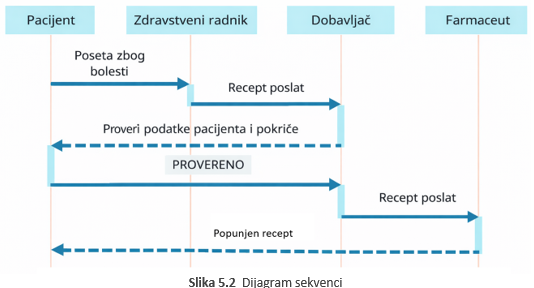 Pacijent
Zdravstveni radnik
Dobavljač
Farmaceut
Poseta zbog
bolesti
Recept poslat
Proveri podatke pacijenta i pokriče
PROVERENO
Recept poslat
Popunjen recept
Slika 5.2 Dijagram sekvenci